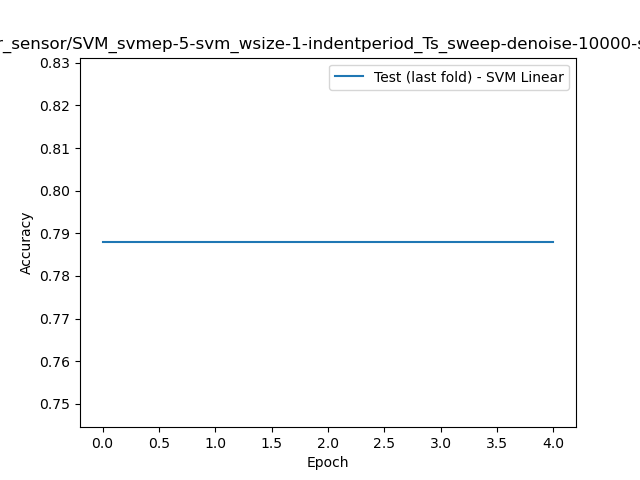 r_sensor/SVM_svmep-5-svm_wsize-1-indentperiod_Ts_sweep-denoise-10000-s
Test (last fold) - SVM Linear
Accuracy
0.83
0.82
0.81
0.80
0.79
0.78
0.77
0.76
0.75
0.0 0.5 1.0 1.5 2.0 2.5 3.0 3.5 4.0
Epoch